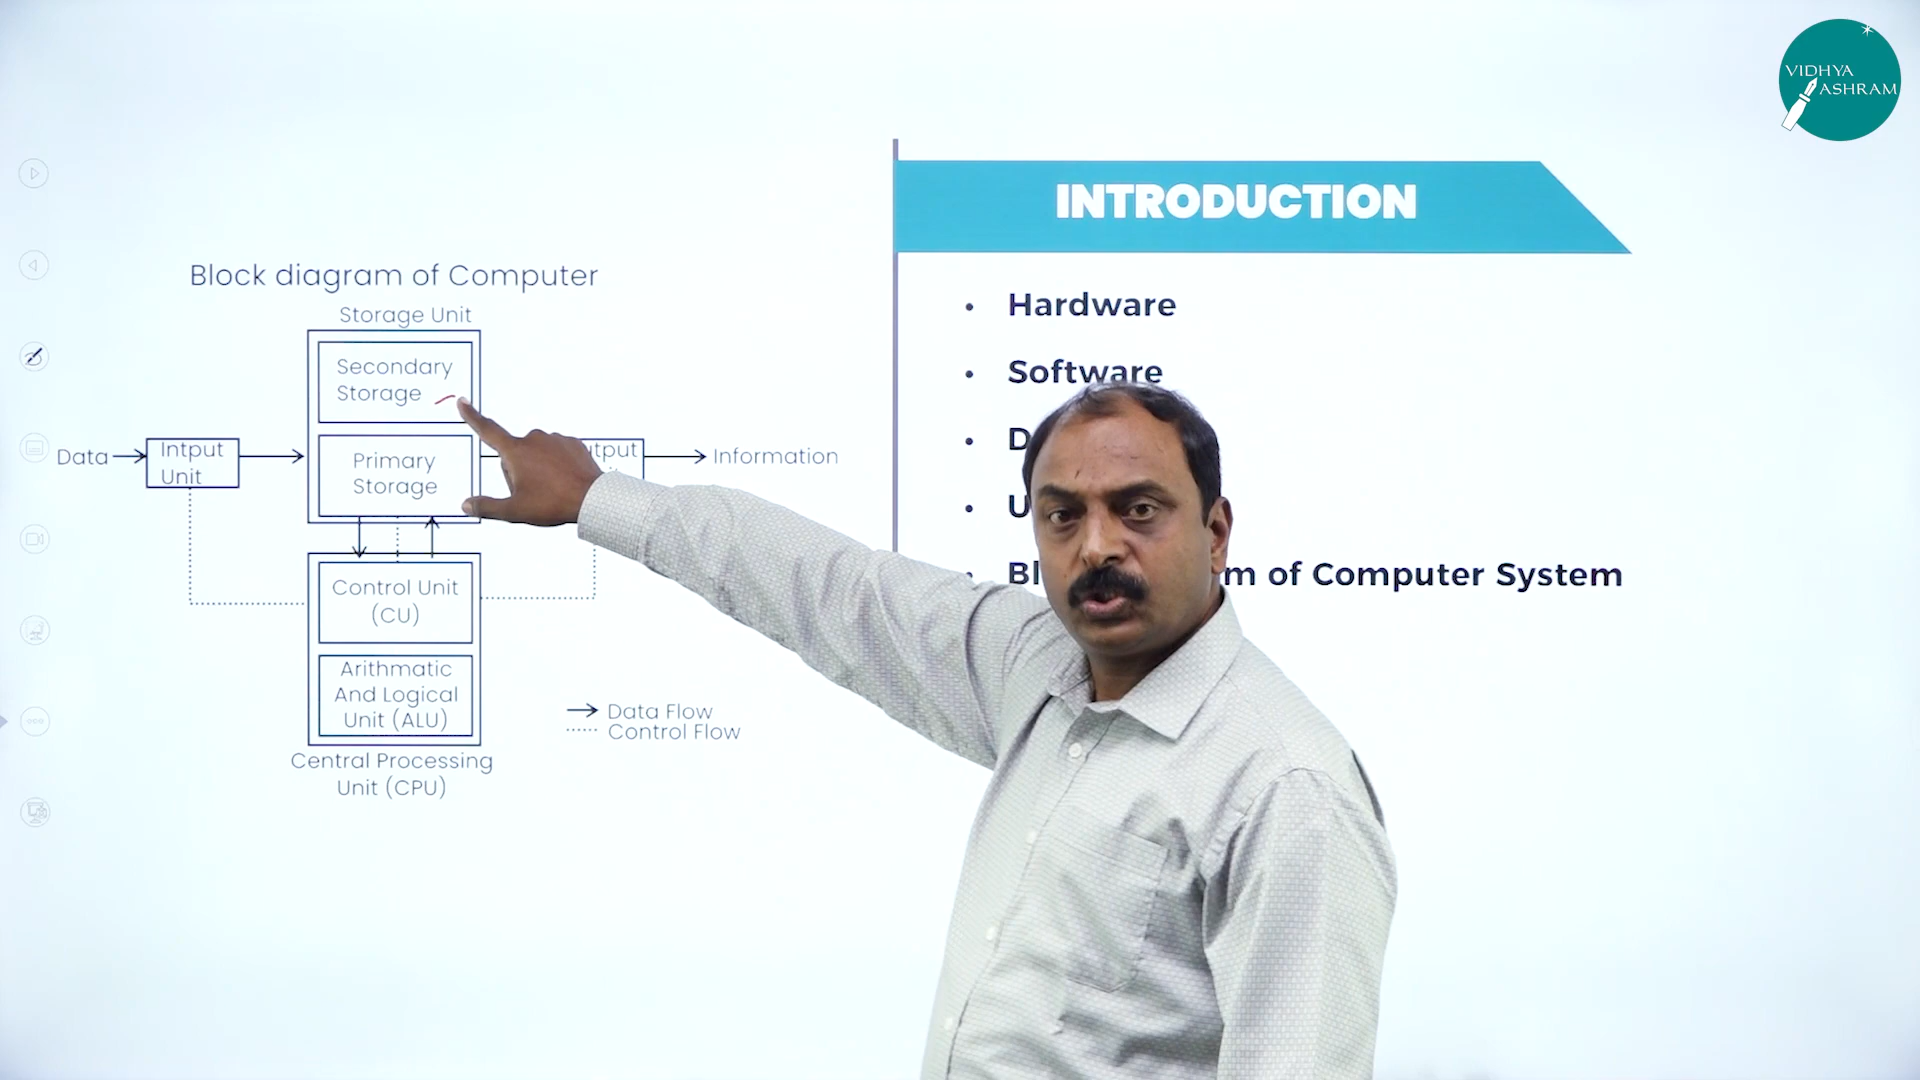 VIDHYA
ASHRAM
INTRODUCTION
Block diagram of Computer
Storage Unit
Secondary
Storage
Data
Intput
Unit
Primary
Storage
Information
Control Unit
(CU)
Arithmatic
And Logical
Unit (ALU)
Central Processing
Unit (CPU)
Data Flow
Control Flow
• Hardware
• Software
• D
• U
• Bl m of Computer System